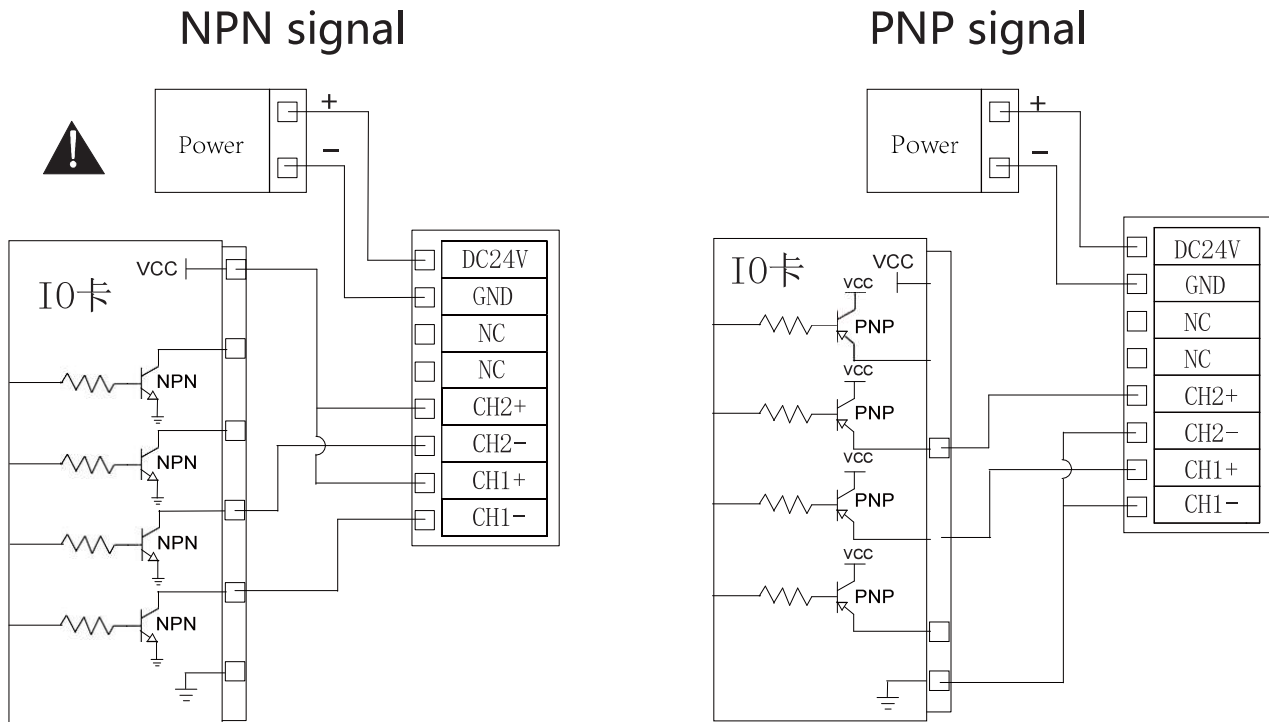 NPN signal
PNP signal
Power
+
−
DC24V
GND
NC
NC
CH2+
CH2-
CH1+
CH1-
IO卡
VCC
NPN
NPN
NPN
NPN
Power
+
−
DC24V
GND
NC
NC
CH2+
CH2-
CH1+
CH1-
IO卡
VCC
VCC
PNP
VCC
PNP
VCC
PNP
VCC
PNP